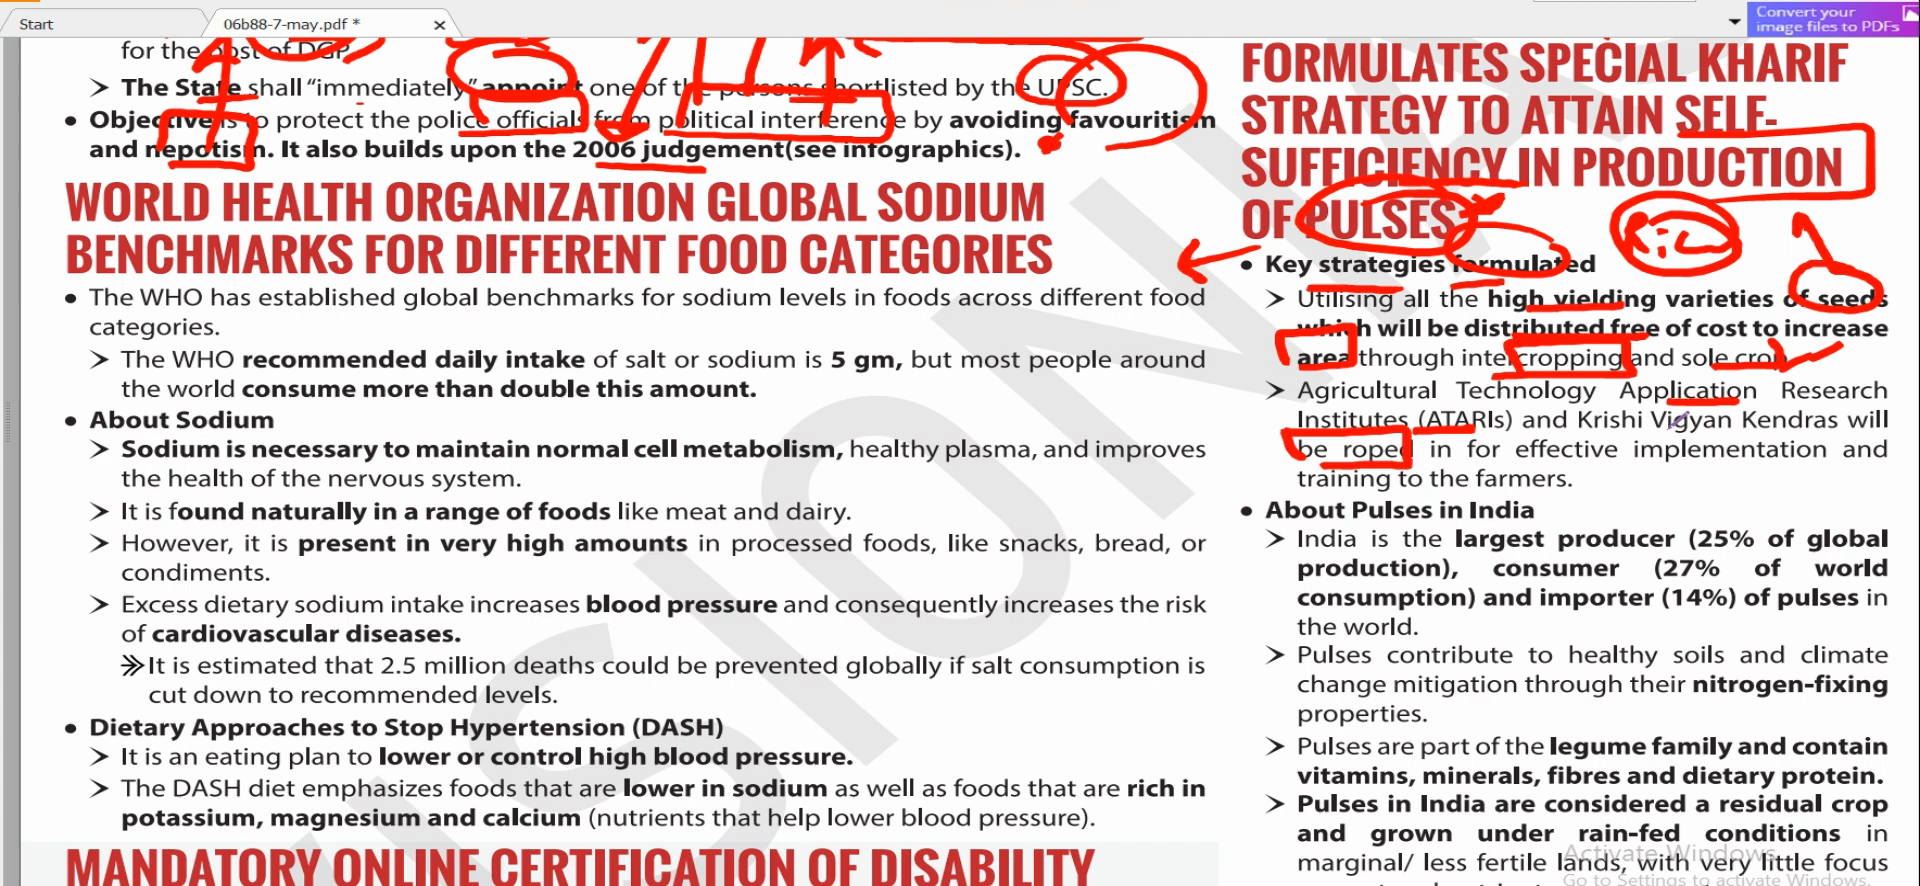 Start
06b88-7-may.pdf *
Convert your
image files to PDFs
for the post of DGP.
➤ The State shall “immediately” appoint one of the persons shortlisted by the UPSC.
• Objective is to protect the police officials from political interference by avoiding favouritism
and nepotism. It also builds upon the 2006 judgement(see infographics).
WORLD HEALTH ORGANIZATION GLOBAL SODIUM
BENCHMARKS FOR DIFFERENT FOOD CATEGORIES
• The WHO has established global benchmarks for sodium levels in foods across different food
categories.
➤ The WHO recommended daily intake of salt or sodium is 5 gm, but most people around
the world consume more than double this amount.
• About Sodium
➤ Sodium is necessary to maintain normal cell metabolism, healthy plasma, and improves
the health of the nervous system.
➤ It is found naturally in a range of foods like meat and dairy.
➤ However, it is present in very high amounts in processed foods, like snacks, bread, or
condiments.
➤ Excess dietary sodium intake increases blood pressure and consequently increases the risk
of cardiovascular diseases.
It is estimated that 2.5 million deaths could be prevented globally if salt consumption is
cut down to recommended levels.
• Dietary Approaches to Stop Hypertension (DASH)
➤ It is an eating plan to lower or control high blood pressure.
➤ The DASH diet emphasizes foods that are lower in sodium as well as foods that are rich in
potassium, magnesium and calcium (nutrients that help lower blood pressure).
MANDATORY ONLINE CERTIFICATION OF DISABILITY
FORMULATES SPECIAL KHARIF
STRATEGY TO ATTAIN SELF-
SUFFICIENCY IN PRODUCTION
OF PULSES
• Key strategies formulated
➤ Utilising all the high yielding varieties of seeds
which will be distributed free of cost to increase
area through intercropping and sole crop
➤ Agricultural Technology Application Research
Institutes (ATARIs) and Krishi Vigyan Kendras will
be roped in for effective implementation and
training to the farmers.
• About Pulses in India
➤ India is the largest producer (25% of global
production), consumer (27% of world
consumption) and importer (14%) of pulses in
the world.
➤ Pulses contribute to healthy soils and climate
change mitigation through their nitrogen-fixing
properties.
➤ Pulses are part of the legume family and contain
vitamins, minerals, fibres and dietary protein.
➤ Pulses in India are considered a residual crop
and grown under rain-fed conditions in
marginal/ less fertile lands, with very little focus
Activate Windows
Go to Settings to activate Windows.